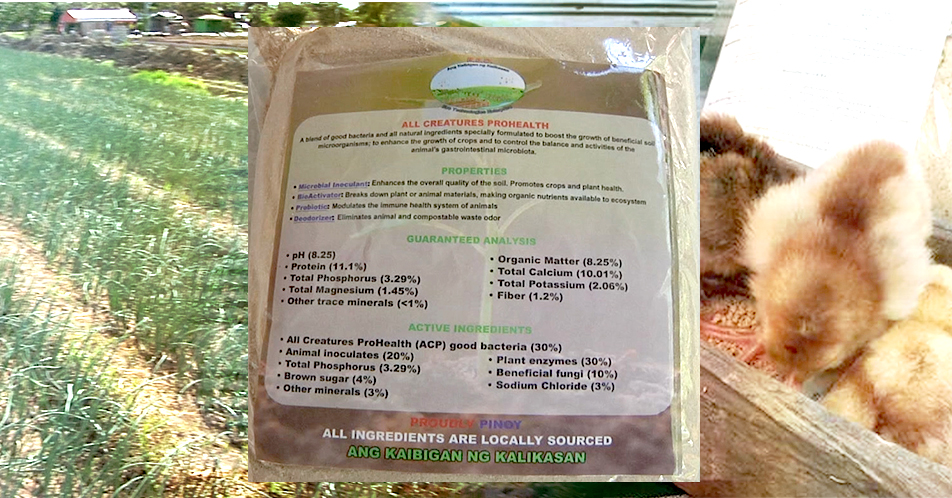 Ang Kaibigan ng Kalikasan
ALL CREATURES PROHEALTH
A blend of good bacteria and all natural ingredients specially formulated to boost the growth of beneficial soil
microorganisms; to enhance the growth of crops and to control the balance and activities of the
animal's gastrointestinal microbiota.
PROPERTIES
• Microbial Inoculant: Enhances the overall quality of the soil, Promotes crops and plant health.
• BioActivator: Breaks down plant or animal materials, making organic nutrients available to ecosystem
• Probiotic: Modulates the immune health system of animals
• Deodorizer: Eliminates animal and compostable waste odor
GUARANTEED ANALYSIS
• pH (8.25)
• Protein (11.1%)
• Total Phosphorus (3.29%)
• Total Magnesium (1.45%)
• Other trace minerals (<1%)
• Organic Matter (8.25%)
• Total Calcium (10.01%)
• Total Potassium (2.06%)
• Fiber (1.2%)
ACTIVE INGREDIENTS
• All Creatures ProHealth (ACP) good bacteria (30%)
• Animal inoculates (20%)
• Total Phosphorus (3.29%)
• Brown sugar (4%)
• Other minerals (3%)
• Plant enzymes (30%)
• Beneficial fungi (10%)
• Sodium Chloride (3%)
PROUDLY PINOY
ALL INGREDIENTS ARE LOCALLY SOURCED
ANG KAIBIGAN NG KALIKASAN